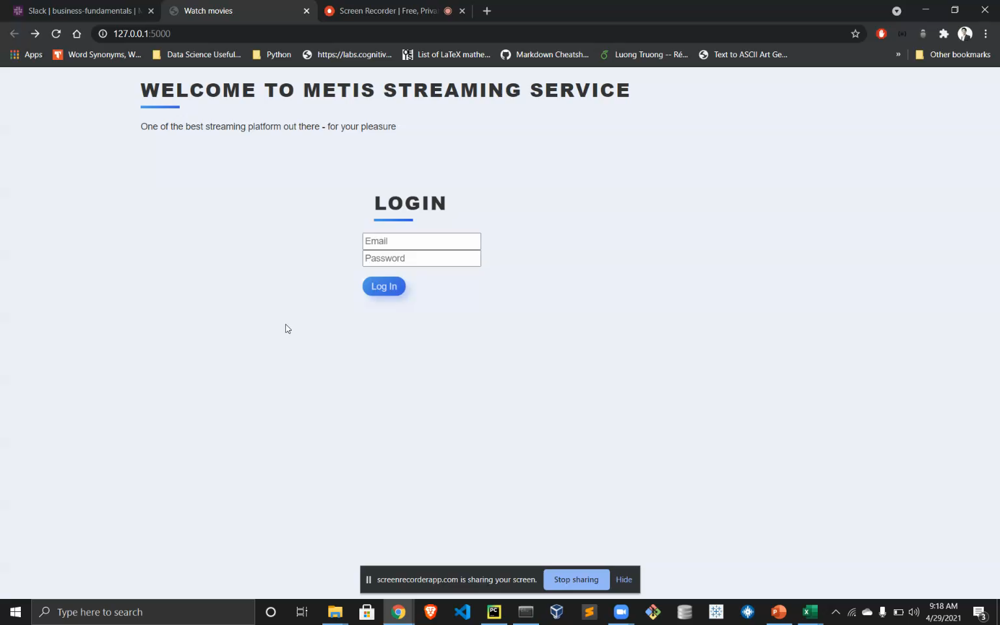 Slack | business-fundamentals |
Watch movies
Screen Recorder | Free, Priva
127.0.0.1:5000
Apps
Word Synonyms, W...
Data Science Useful...
Python
https://labs.cognitiv...
List of LaTeX mathe...
Markdown Cheatsh...
Luong Truong -- Ré...
Text to ASCII Art Ge...
»
Other bookmarks
WELCOME TO METIS STREAMING SERVICE
One of the best streaming platform out there - for your pleasure
LOGIN
Email
Password
Log In
screenrecorderapp.com is sharing your screen.
Stop sharing
Hide
Type here to search
9:18 AM
4/29/2021
3